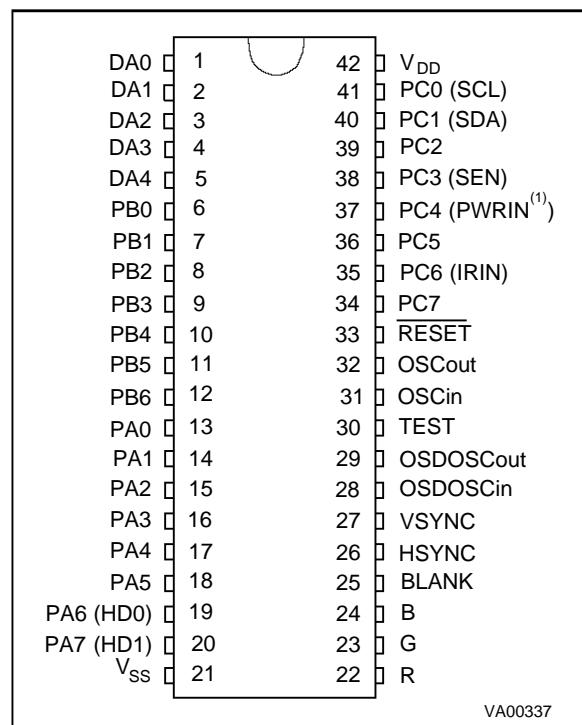 DA0 1 42 VDD
DA1 2 41 PC0 (SCL)
DA2 3 40 PC1 (SDA)
DA3 4 39 PC2
DA4 5 38 PC3 (SEN)
PB0 6 37 PC4 (PWRIN(1))
PB1 7 36 PC5
PB2 8 35 PC6 (IRIN)
PB3 9 34 PC7
PB4 10 33 RESET
PB5 11 32 OSCout
PB6 12 31 OSCin
PA0 13 30 TEST
PA1 14 29 OSDOSCout
PA2 15 28 OSDOSCin
PA3 16 27 VSYNC
PA4 17 26 HSYNC
PA5 18 25 BLANK
PA6 (HD0) 19 24 B
PA7 (HD1) 20 23 G
VSS 21 22 R
VA00337